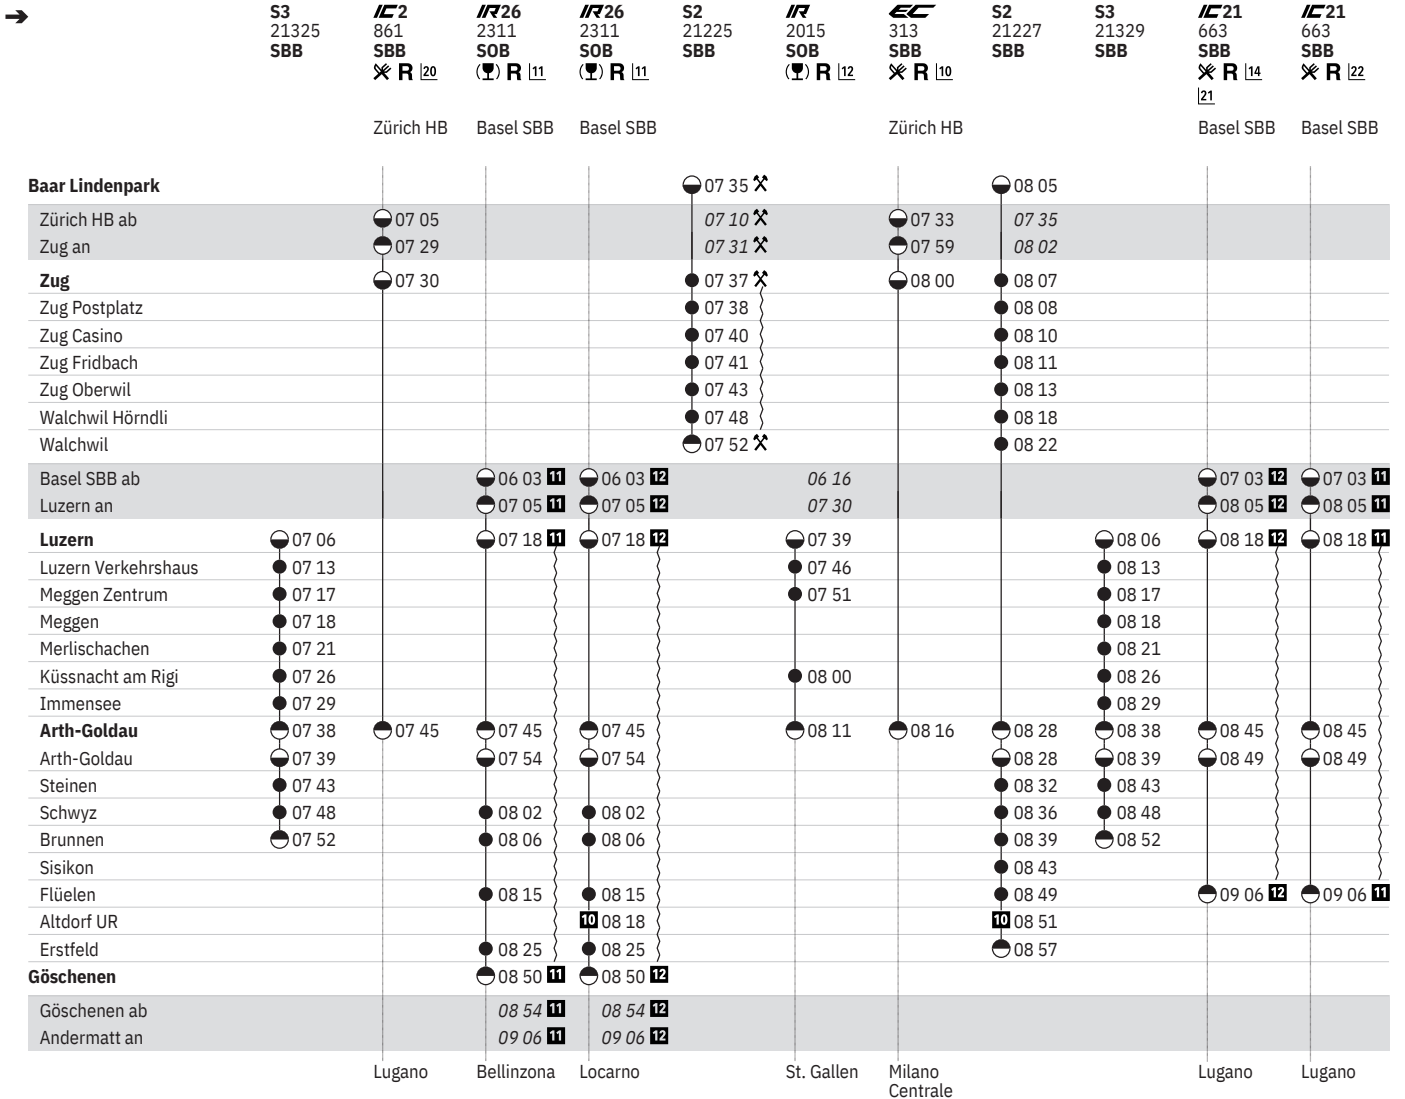 ➔ S3 IC2 IR26 IR26 S2 IR EC S2 S3 IC21 IC21
21325 861 2311 2311 21225 2015 313 21227 21329 663 663
SBB SBB SOB SOB SBB SOB SBB SBB SBB SBB SBB
R 20 R 11 R 11 R 12 R 10 R 14 R 22
21
Zürich HB Basel SBB Basel SBB Zürich HB Basel SBB Basel SBB
Baar Lindenpark 07 35 08 05
Zürich HB ab 07 05 07 10 07 33 07 35
Zug an 07 29 07 31 07 59 08 02
Zug 07 30 07 37 08 00 08 07
Zug Postplatz 07 38 08 08
Zug Casino 07 40 08 10
Zug Fridbach 07 41 08 11
Zug Oberwil 07 43 08 13
Walchwil Hörndli 07 48 08 18
Walchwil 07 52 08 22
Basel SBB ab 06 03 11 06 03 12 06 16 07 03 12 07 03 11
Luzern an 07 05 11 07 05 12 07 30 08 05 12 08 05 11
Luzern 07 06 07 18 11 07 18 12 07 39 08 06 08 18 12 08 18 11
Luzern Verkehrshaus 07 13 07 46 08 13
Meggen Zentrum 07 17 07 51 08 17
Meggen 07 18 08 18
Merlischachen 07 21 08 21
Küssnacht am Rigi 07 26 08 00 08 26
Immensee 07 29 08 29
Arth-Goldau 07 38 07 45 07 45 07 45 08 11 08 16 08 28 08 38 08 45 08 45
Arth-Goldau 07 39 07 54 07 54 08 28 08 39 08 49 08 49
Steinen 07 43 08 32 08 43
Schwyz 07 48 08 02 08 02 08 36 08 48
Brunnen 07 52 08 06 08 06 08 39 08 52
Sisikon 08 43
Flüelen 08 15 08 15 08 49 09 06 12 09 06 11
Altdorf UR 10 08 18 10 08 51
Erstfeld 08 25 08 25 08 57
Göschenen 08 50 11 08 50 12
Göschenen ab 08 54 11 08 54 12
Andermatt an 09 06 11 09 06 12
Lugano Bellinzona Locarno St. Gallen Milano Lugano Lugano
Centrale